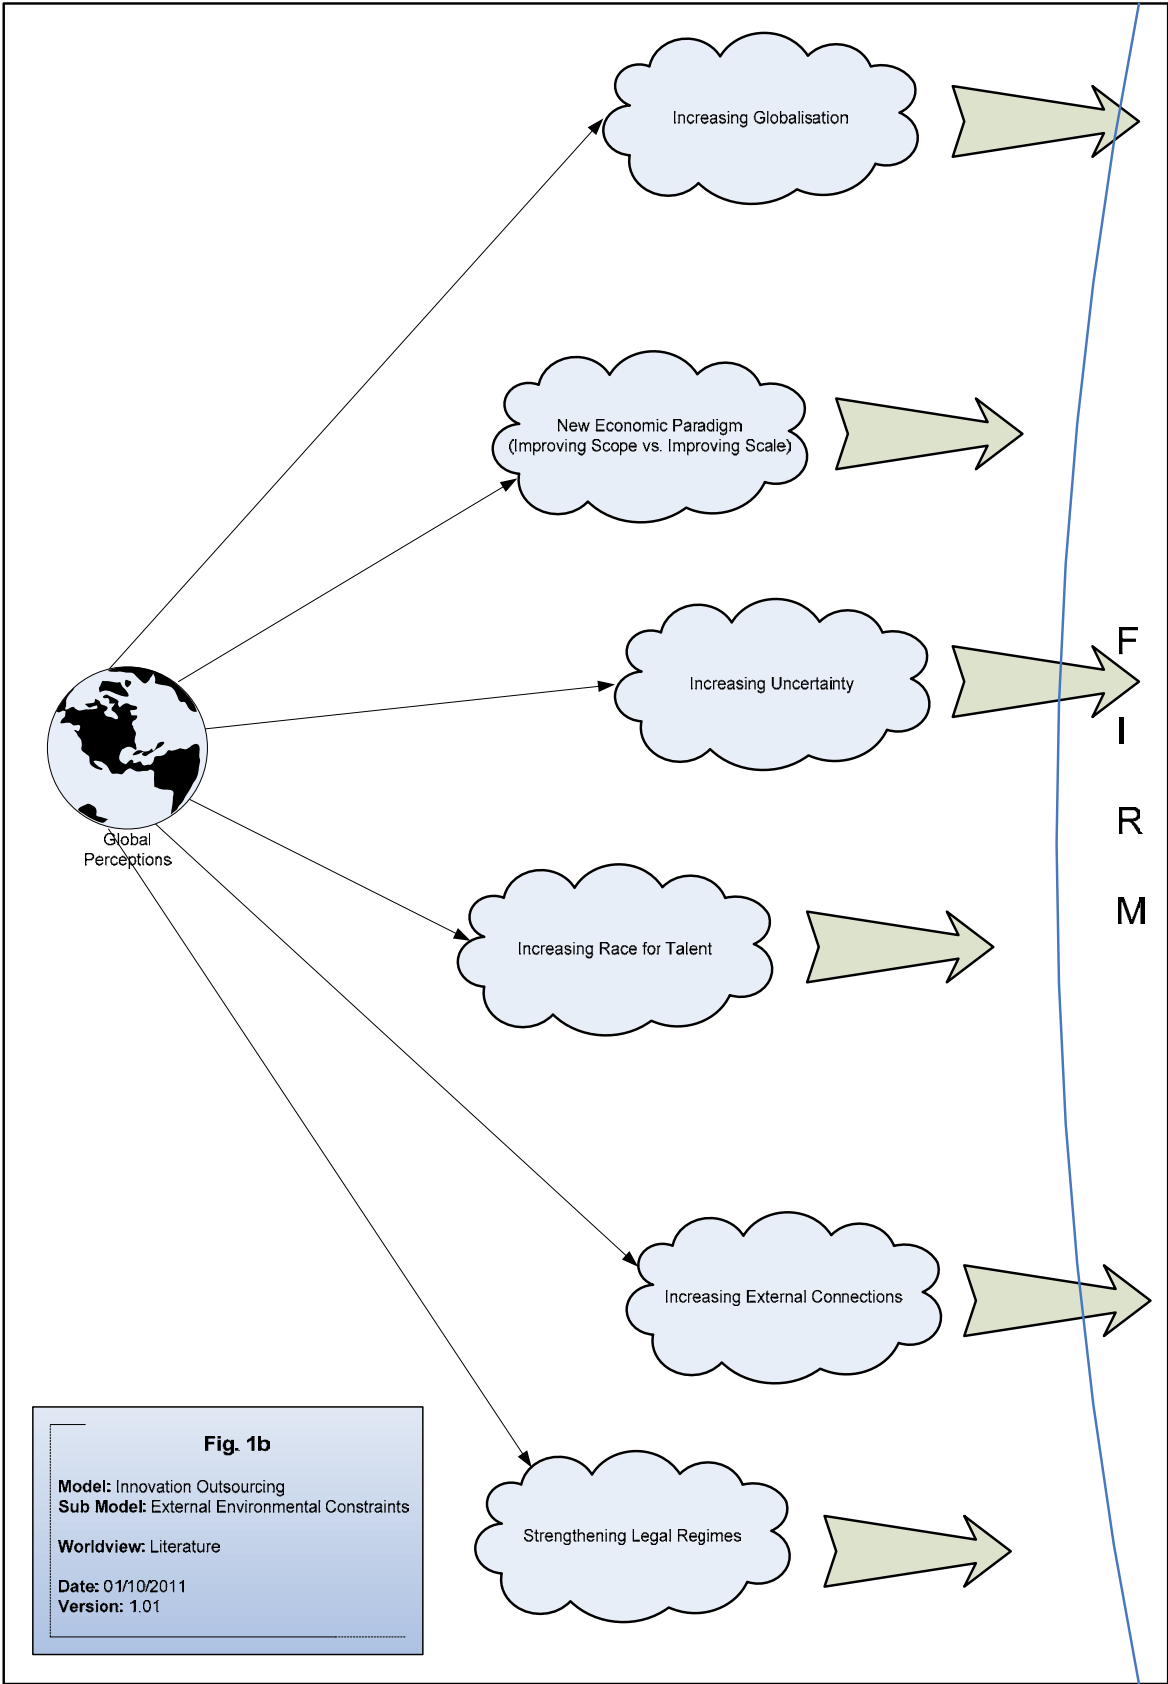 Increasing Globalisation
New Economic Paradigm
(Improving Scope vs. Improving Scale)
Increasing Uncertainty
F
I
R
M
Global
Perceptions
Increasing Race for Talent
Increasing External Connections
Strengthening Legal Regimes
Fig. 1b
Model: Innovation Outsourcing
Sub Model: External Environmental Constraints
Worldview: Literature
Date: 01/10/2011
Version: 1.01